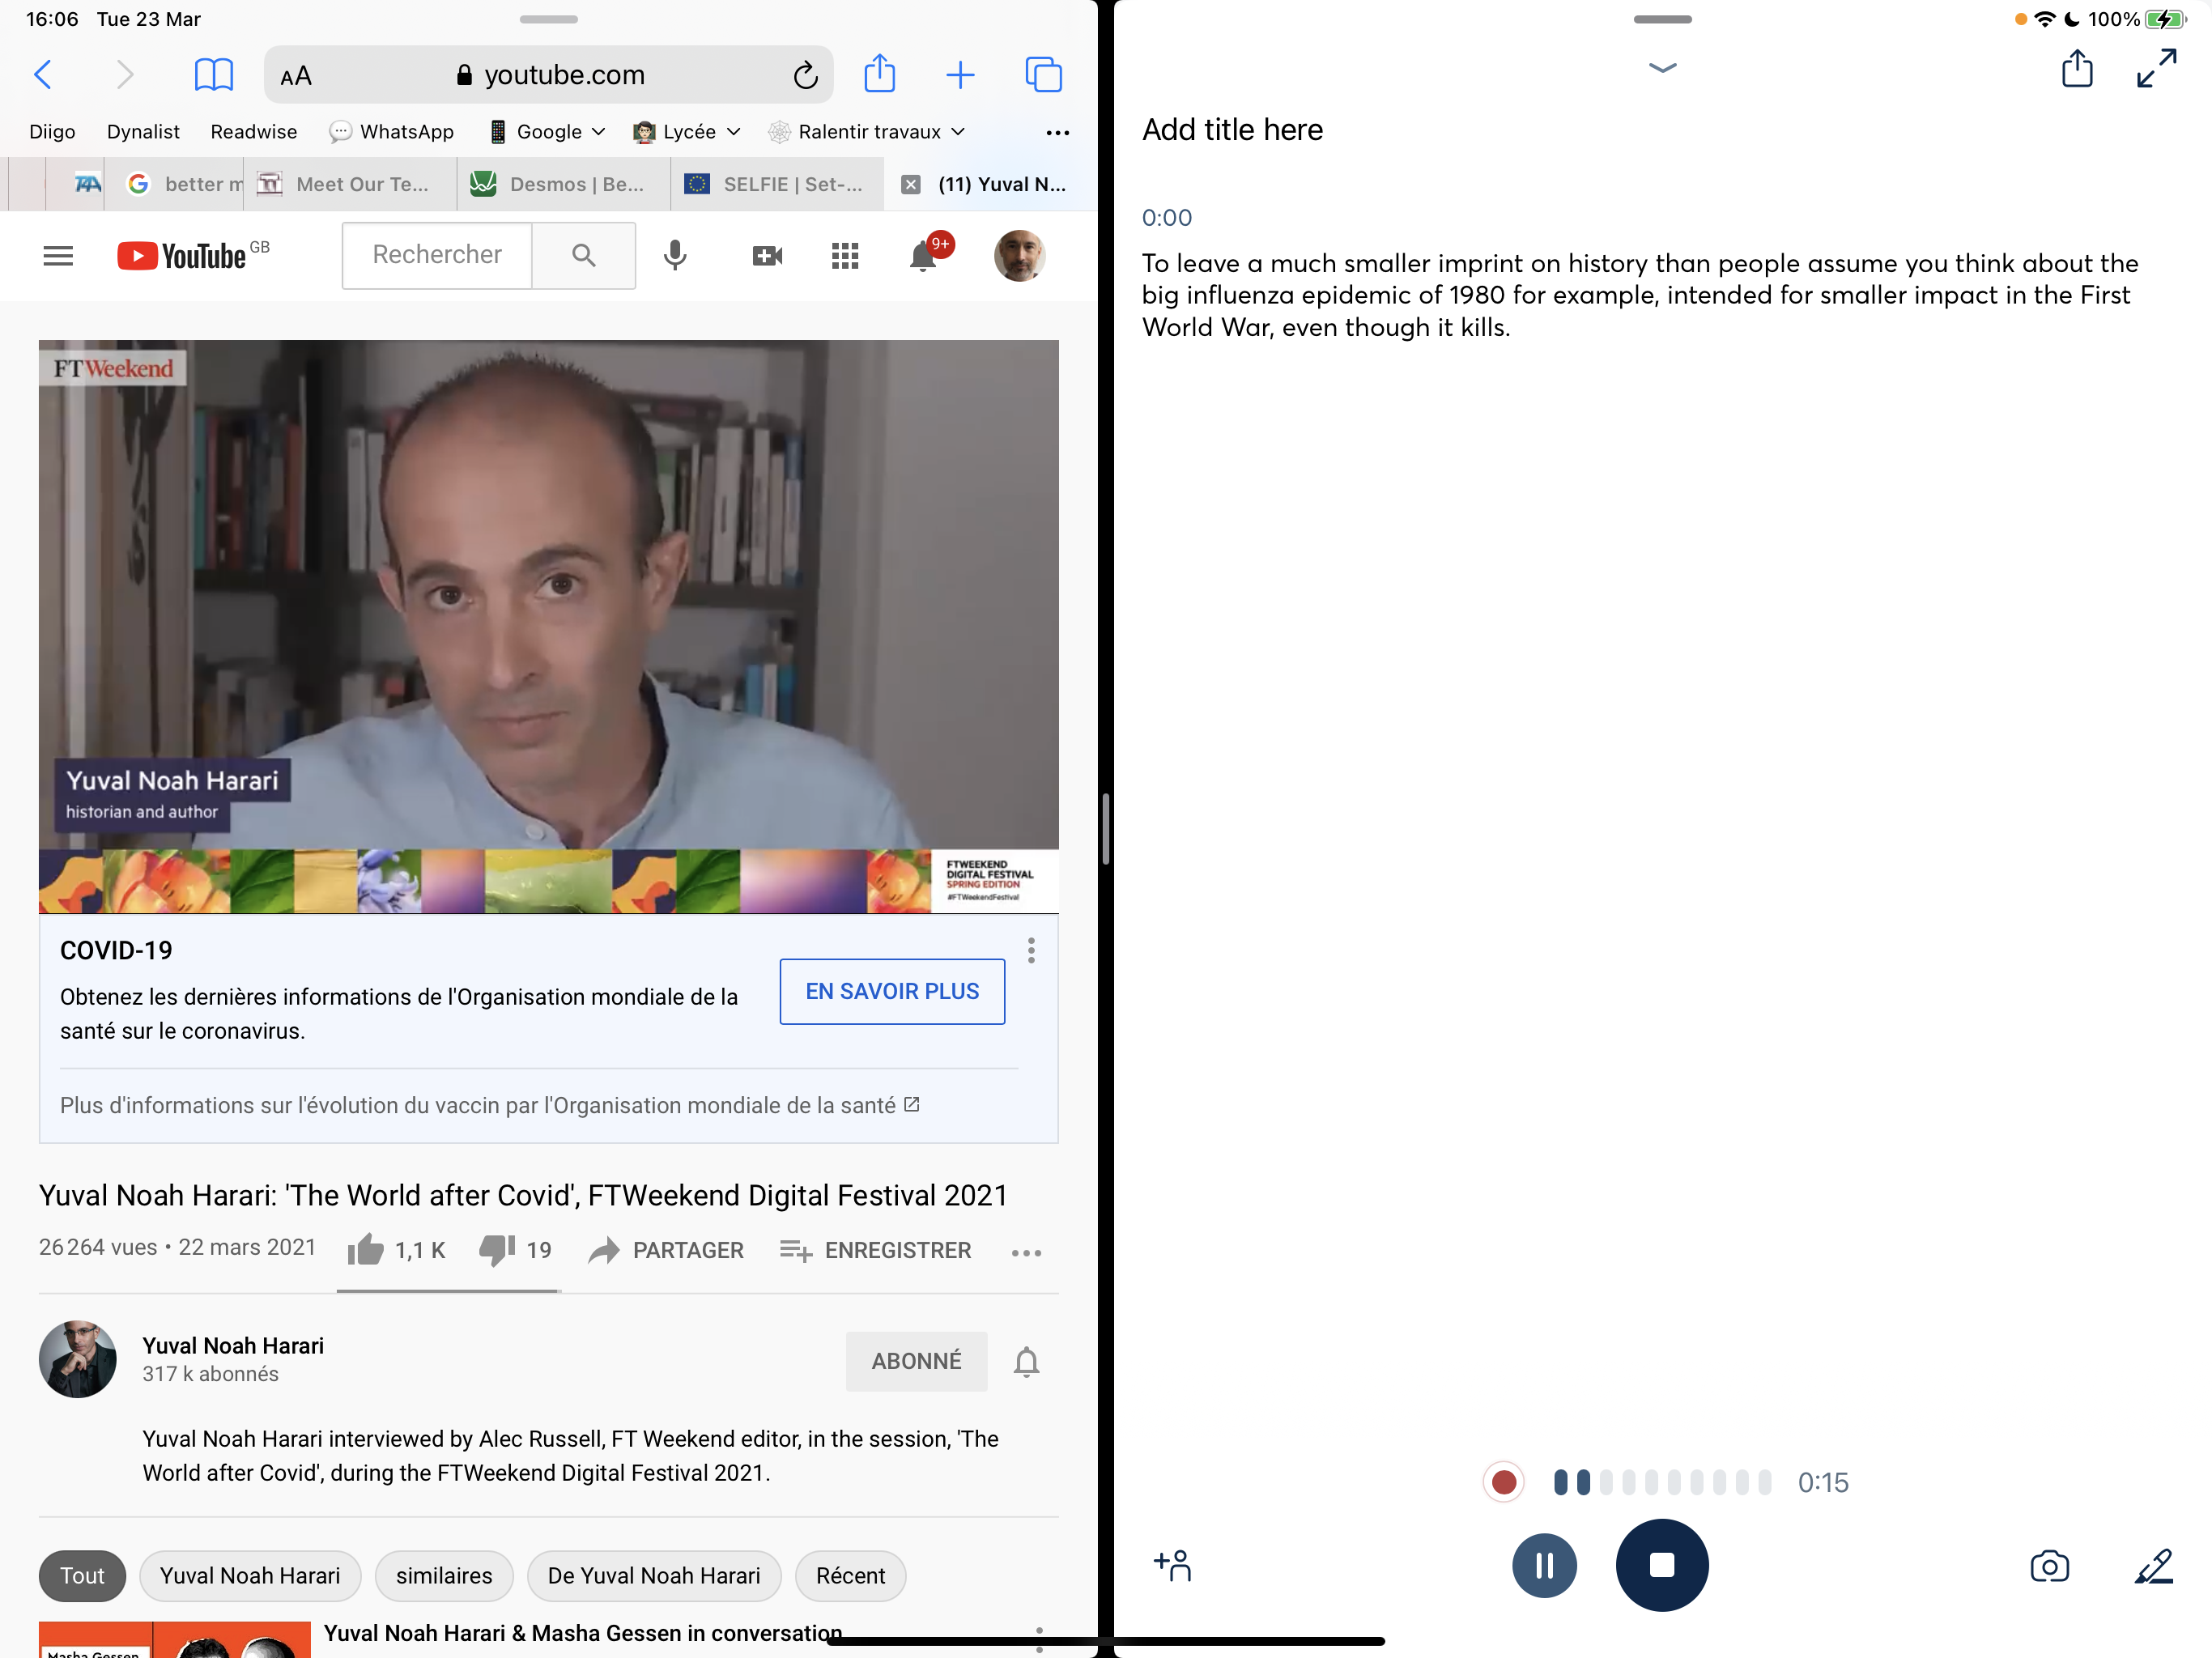 16:06 Tue 23 Mar
100%
AA youtube.com
Diigo Dynalist Readwise WhatsApp Google Lycée Ralentir travaux
better m Meet Our Te... Desmos | Be... SELFIE | Set-... (11) Yuval N...
YouTube GB Rechercher 9+
FTWeekend
Yuval Noah Harari
historian and author
FTWEEKEND
DIGITAL FESTIVAL
SPRING EDITION
#FTWeekendFestival
COVID-19
Obtenez les dernières informations de l'Organisation mondiale de la
santé sur le coronavirus.
EN SAVOIR PLUS
Plus d'informations sur l'évolution du vaccin par l'Organisation mondiale de la santé
Yuval Noah Harari: 'The World after Covid', FTWeekend Digital Festival 2021
26 264 vues • 22 mars 2021 1,1 K 19 PARTAGER ENREGISTRER
Yuval Noah Harari
317 k abonnés
ABONNÉ
Yuval Noah Harari interviewed by Alec Russell, FT Weekend editor, in the session, 'The
World after Covid', during the FTWeekend Digital Festival 2021.
Tout Yuval Noah Harari similaires De Yuval Noah Harari Récent
Masha Gessen
Yuval Noah Harari & Masha Gessen in conversation
Add title here
0:00
To leave a much smaller imprint on history than people assume you think about the
big influenza epidemic of 1980 for example, intended for smaller impact in the First
World War, even though it kills.
0:15